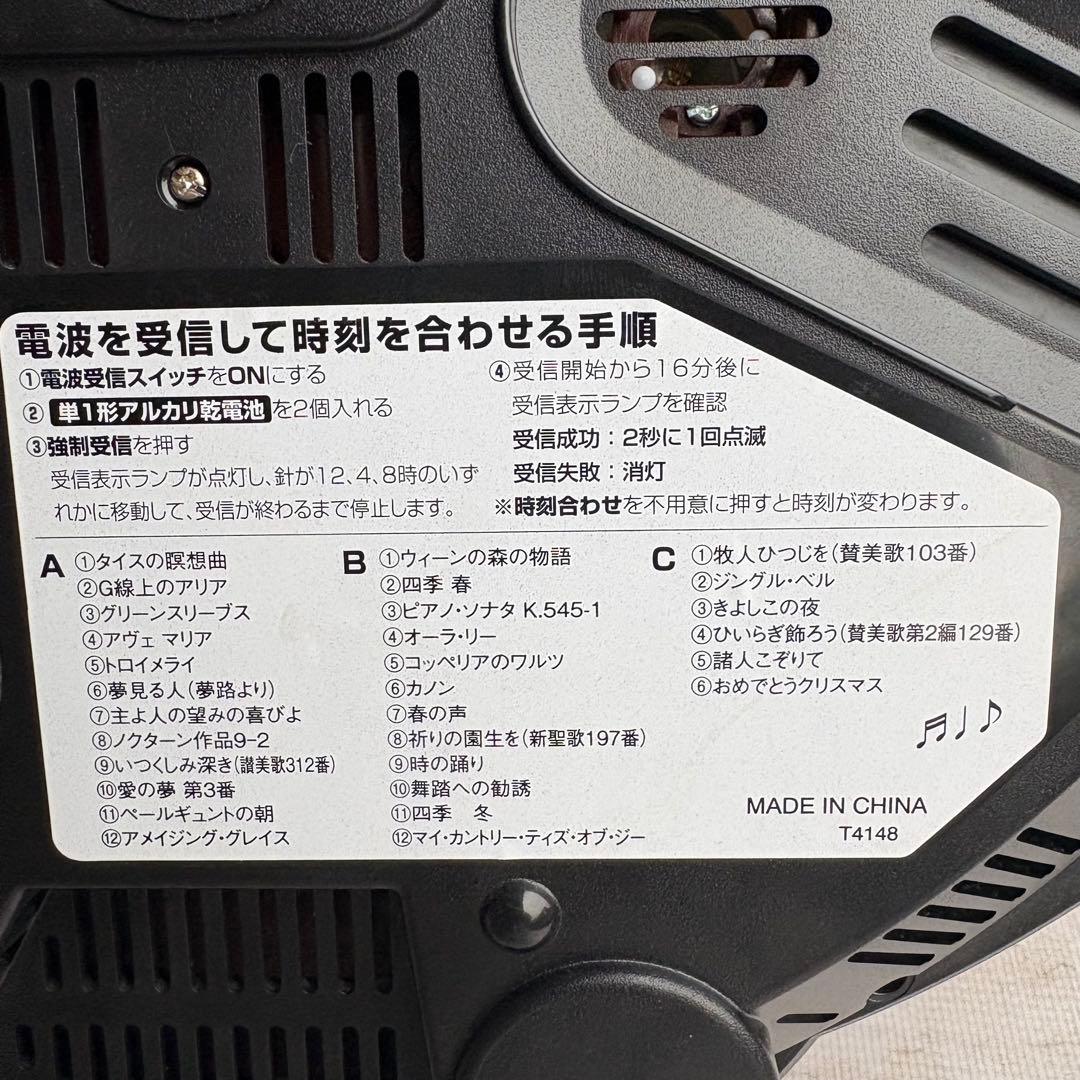 電波を受信して時刻を合わせる手順
①電波受信スイッチをONにする
② 単1形アルカリ乾電池 を2個入れる
③強制受信を押す
受信表示ランプが点灯し、針が12、4、8時のいず
れかに移動して、受信が終わるまで停止します。
④受信開始から16分後に
受信表示ランプを確認
受信成功：2秒に1回点滅
受信失敗：消灯
※時刻合わせを不用意に押すと時刻が変わります。
A ①タイスの瞑想曲
②G線上のアリア
③グリーンスリーブス
④アヴェ マリア
⑤トロイメライ
⑥夢見る人（夢路より）
⑦主よ人の望みの喜びよ
⑧ノクターン作品9-2
⑨いつくしみ深き（讃美歌312番）
⑩愛の夢 第3番
⑪ペールギュントの朝
⑫アメイジング・グレイス
B ①ウィーンの森の物語
②四季 春
③ピアノ・ソナタ K.545-1
④オーラ・リー
⑤コッペリアのワルツ
⑥カノン
⑦春の声
⑧祈りの園生を（新聖歌197番）
⑨時の踊り
⑩舞踏への勧誘
⑪四季　冬
⑫マイ・カントリー・ティズ・オブ・ジー
C ①牧人ひつじを（賛美歌103番）
②ジングル・ベル
③きよしこの夜
④ひいらぎ飾ろう（賛美歌第2編129番）
⑤諸人こぞりて
⑥おめでとうクリスマス
MADE IN CHINA
T4148